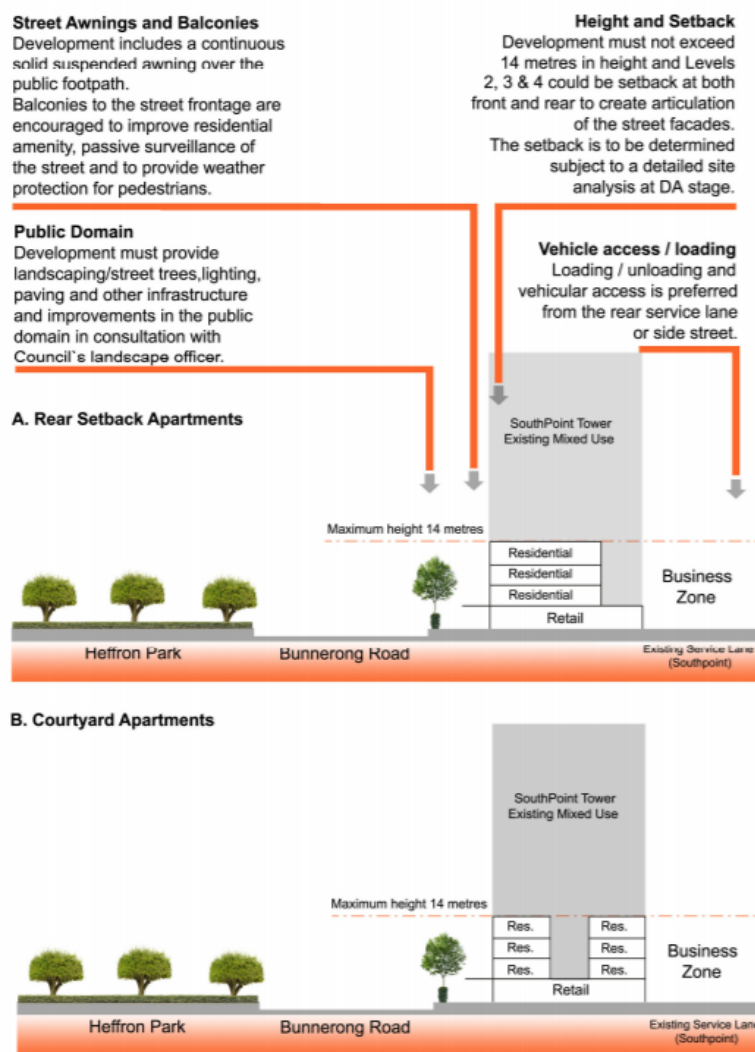 Street Awnings and Balconies
Development includes a continuous
solid suspended awning over the
public footpath.
Balconies to the street frontage are
encouraged to improve residential
amenity, passive surveillance of
the street and to provide weather
protection for pedestrians.
Height and Setback
Development must not exceed
14 metres in height and Levels
2, 3 & 4 could be setback at both
front and rear to create articulation
of the street facades.
The setback is to be determined
subject to a detailed site
analysis at DA stage.
Public Domain
Development must provide
landscaping/street trees,lighting,
paving and other infrastructure
and improvements in the public
domain in consultation with
Council`s landscape officer.
Vehicle access / loading
Loading / unloading and
vehicular access is preferred
from the rear service lane
or side street.
A. Rear Setback Apartments
SouthPoint Tower
Existing Mixed Use
Maximum height 14 metres
Residential
Residential
Residential
Retail
Business
Zone
Heffron Park
Bunnerong Road
Existing Service Lane
(Southpoint)
B. Courtyard Apartments
SouthPoint Tower
Existing Mixed Use
Maximum height 14 metres
Res. Res.
Res. Res.
Res. Res.
Retail
Business
Zone
Heffron Park
Bunnerong Road
Existing Service Lane
(Southpoint)